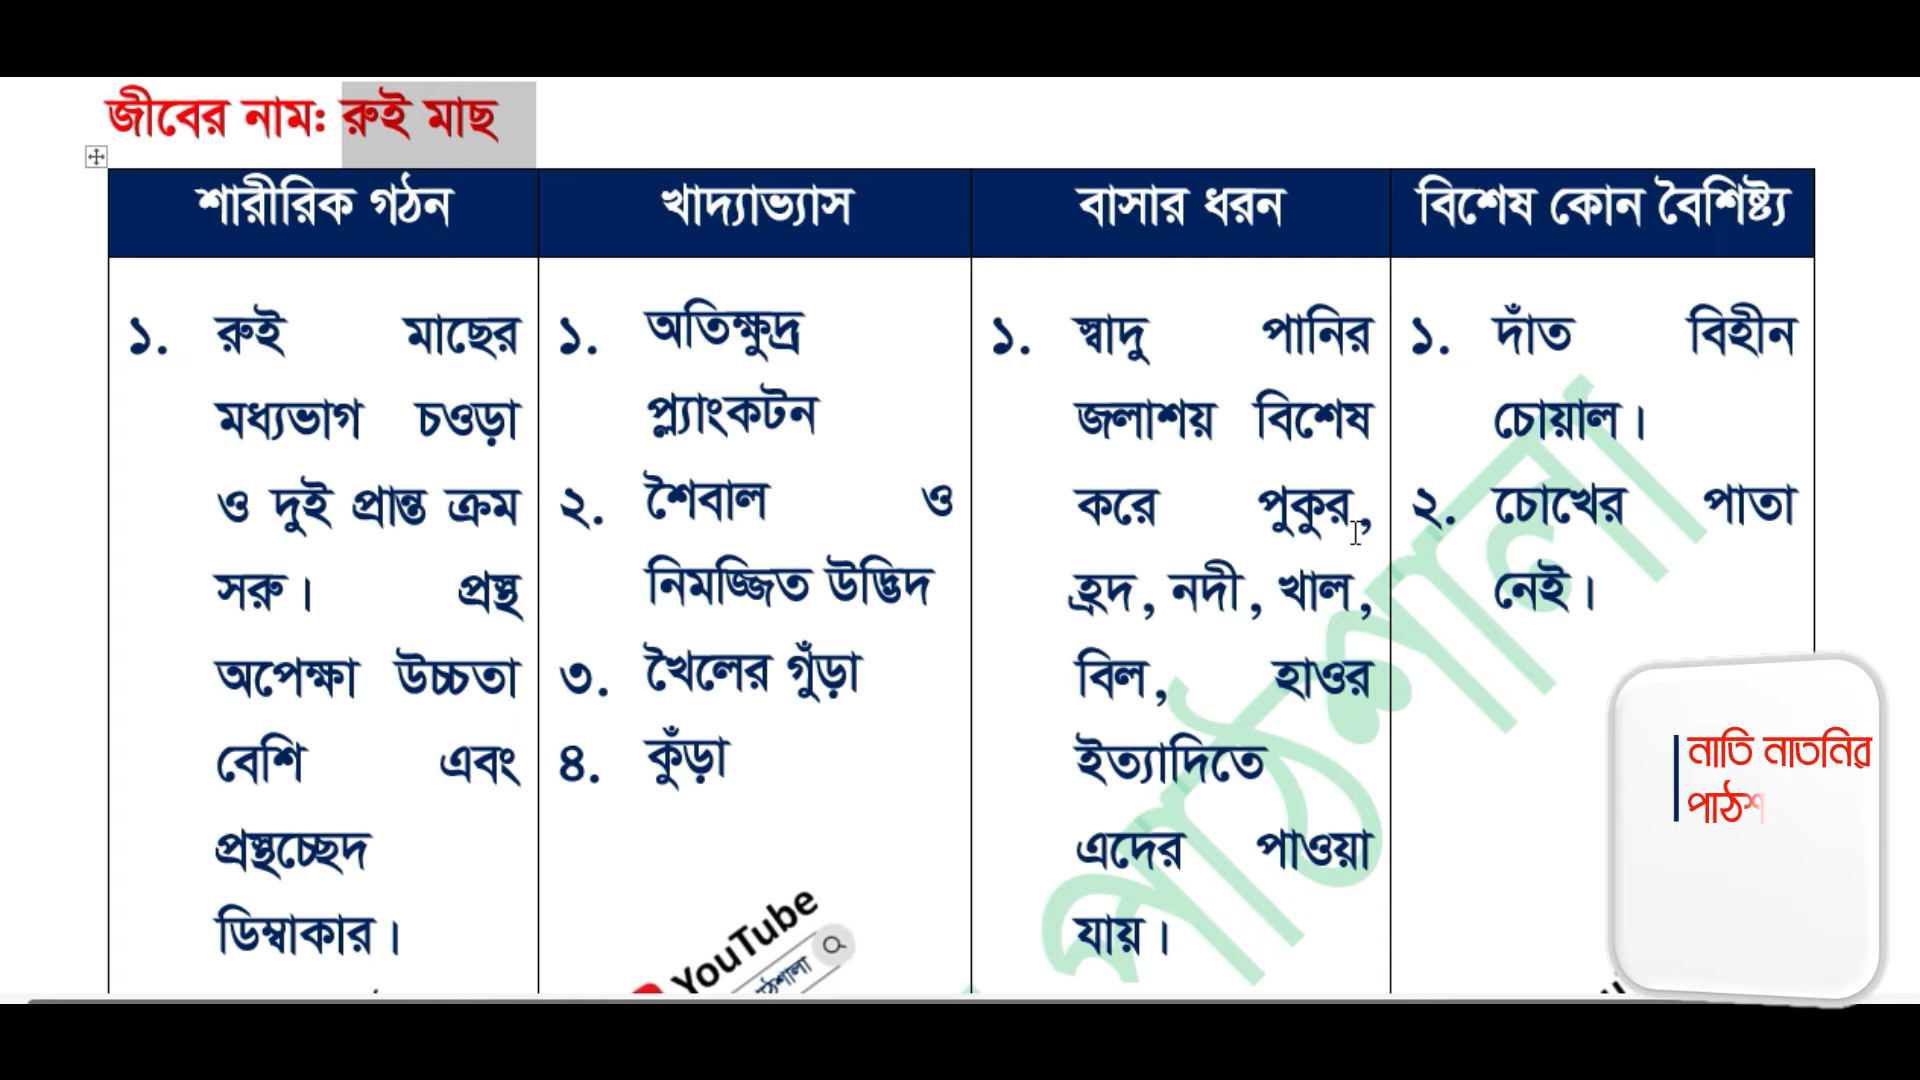 জীবের নাম: রুই মাছ
শারীরিক গঠন
খাদ্যাভ্যাস
বাসার ধরন
বিশেষ কোন বৈশিষ্ট্য
১. রুই মাছের
মধ্যভাগ চওড়া
ও দুই প্রান্ত ক্রম
সরু। প্রস্থ
অপেক্ষা উচ্চতা
বেশি এবং
প্রস্থচ্ছেদ
ডিম্বাকার।
১. অতিক্ষুদ্র
প্ল্যাংকটন
২. শৈবাল ও
নিমজ্জিত উদ্ভিদ
৩. খৈলের গুঁড়া
৪. কুঁড়া
১. স্বাদু পানির
জলাশয় বিশেষ
করে পুকুর,
হ্রদ, নদী, খাল,
বিল, হাওর
ইত্যাদিতে
এদের পাওয়া
যায়।
১. দাঁত বিহীন
চোয়াল।
২. চোখের পাতা
নেই।
পাঠশালা
YouTube
নাতি নাতনির
পাঠশ